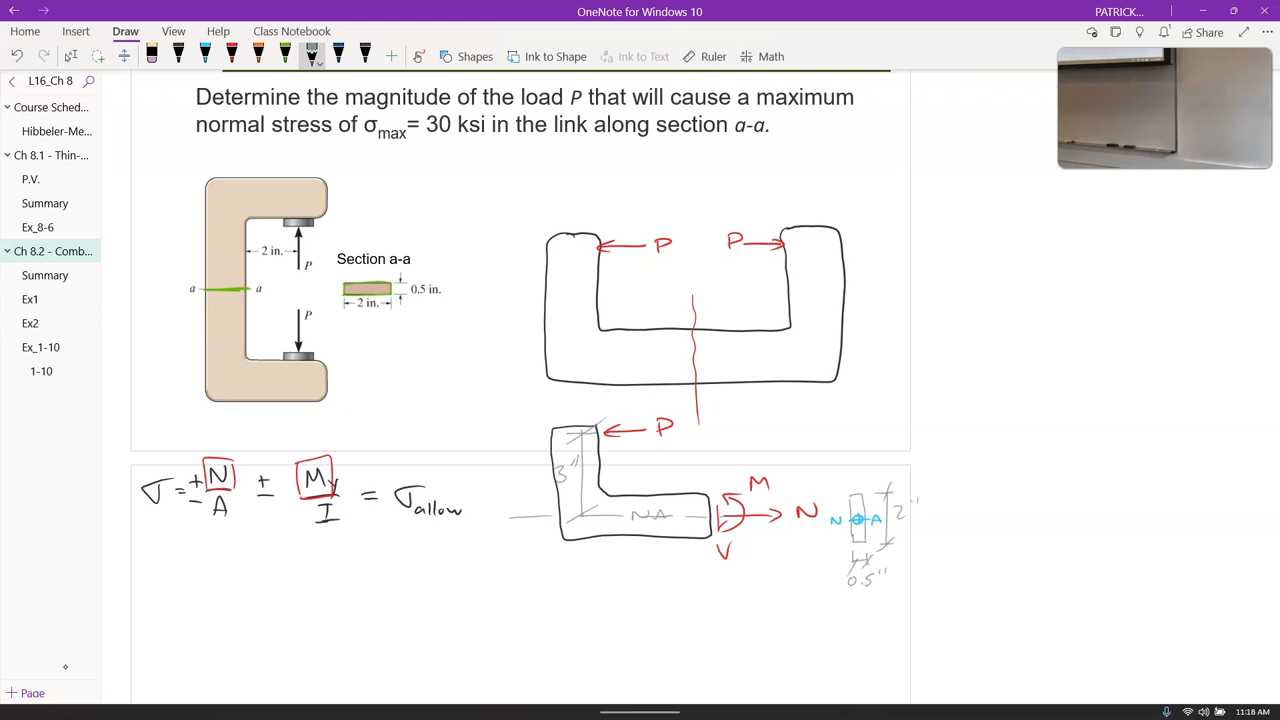 OneNote for Windows 10
PATRICK...
Home
Insert
Draw
View
Help
Class Notebook
Share
Shapes
Ink to Shape
Ink to Text
Ruler
Math
L16_Ch 8
Course Sched...
Hibbeler-Me...
Ch 8.1 - Thin-...
P.V.
Summary
Ex_8-6
Ch 8.2 - Comb...
Summary
Ex1
Ex2
Ex_1-10
1-10
Page
Determine the magnitude of the load P that will cause a maximum
normal stress of σmax= 30 ksi in the link along section a-a.
2 in.
P
a
a
P
Section a-a
0.5 in.
2 in.
P
P
P
3"
NA
M
N
V
N
A
2"
0.5"
σ = ± N/A ± My/I = σallow
11:18 AM